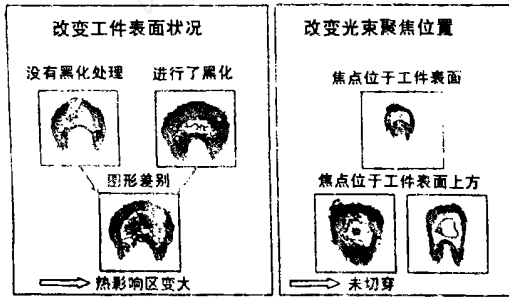 改变工件表面状况
没有黑化处理
进行了黑化
图形差别
热影响区变大
改变光束聚焦位置
焦点位于工件表面
焦点位于工件表面上方
未切穿